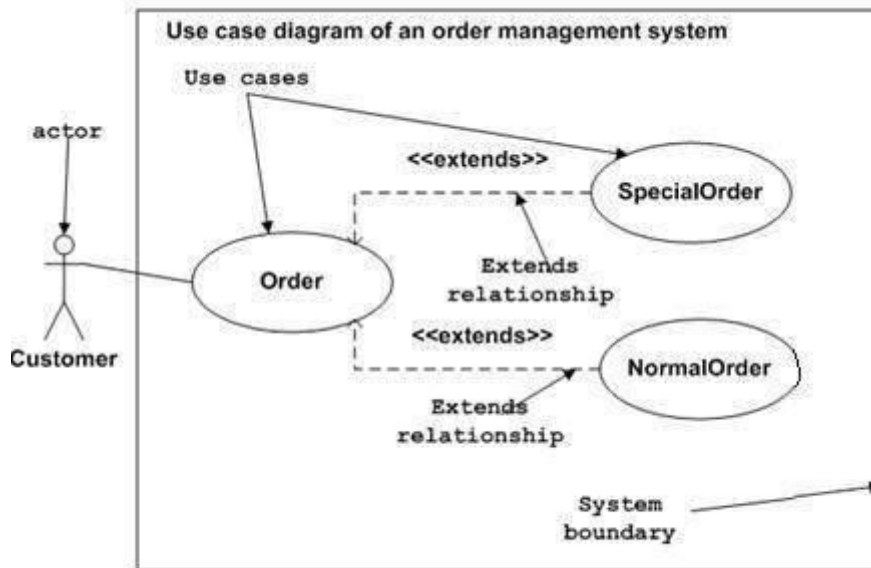 Use case diagram of an order management system
Use cases
actor
<<extends>>
SpecialOrder
Order
Extends
relationship
<<extends>>
Customer
NormalOrder
Extends
relationship
System
boundary